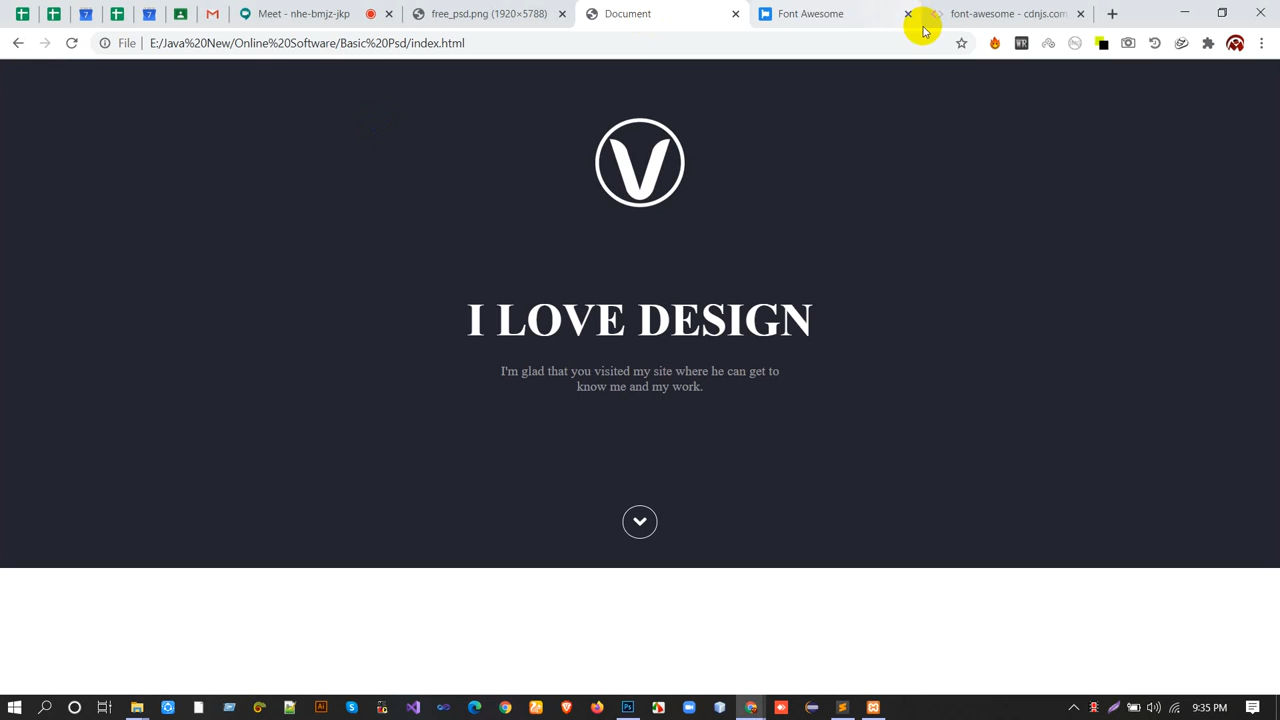 Meet - nhe-bmjz-jkp
free_psd.png (1920×5788)
Document
Font Awesome
font-awesome - cdnjs.com
File | E:/Java%20New/Online%20Software/Basic%20Psd/index.html
V
I LOVE DESIGN
I'm glad that you visited my site where he can get to
know me and my work.
9:35 PM